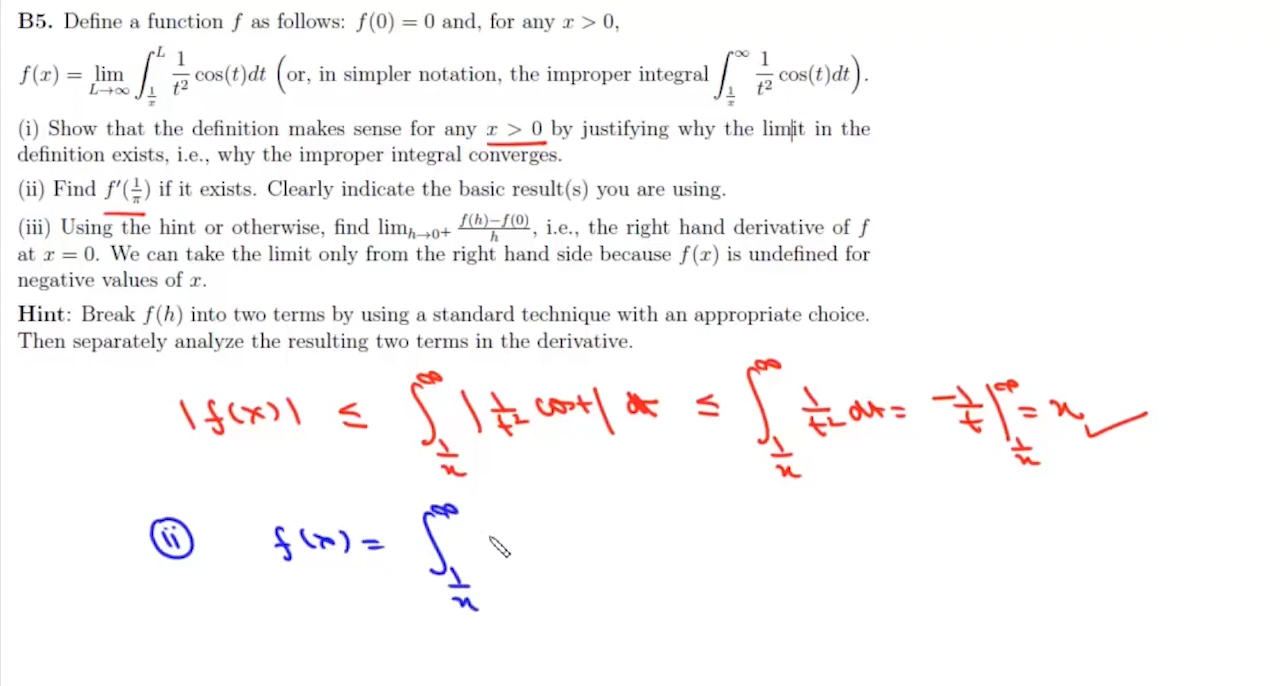 B5. Define a function f as follows: f(0) = 0 and, for any x > 0,
f(x) = lim_{L→∞} ∫_{1/x}^{L} 1/t² cos(t)dt (or, in simpler notation, the improper integral ∫_{1/x}^{∞} 1/t² cos(t)dt).
(i) Show that the definition makes sense for any x > 0 by justifying why the limit in the
definition exists, i.e., why the improper integral converges.
(ii) Find f′(1/π) if it exists. Clearly indicate the basic result(s) you are using.
(iii) Using the hint or otherwise, find lim_{h→0+} (f(h)−f(0))/h, i.e., the right hand derivative of f
at x = 0. We can take the limit only from the right hand side because f(x) is undefined for
negative values of x.
Hint: Break f(h) into two terms by using a standard technique with an appropriate choice.
Then separately analyze the resulting two terms in the derivative.
|f(x)| ≤ ∫_{1/x}^{∞} |1/t² cost| dt ≤ ∫_{1/x}^{∞} 1/t² dt = −1/t |_{1/x}^{∞} = x ✓
(ii) f(x) = ∫_{1/x}^{∞}